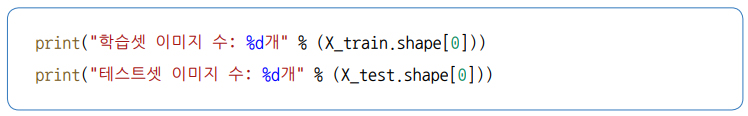 print("학습셋 이미지 수: %d개" % (X_train.shape[0]))
print("테스트셋 이미지 수: %d개" % (X_test.shape[0]))